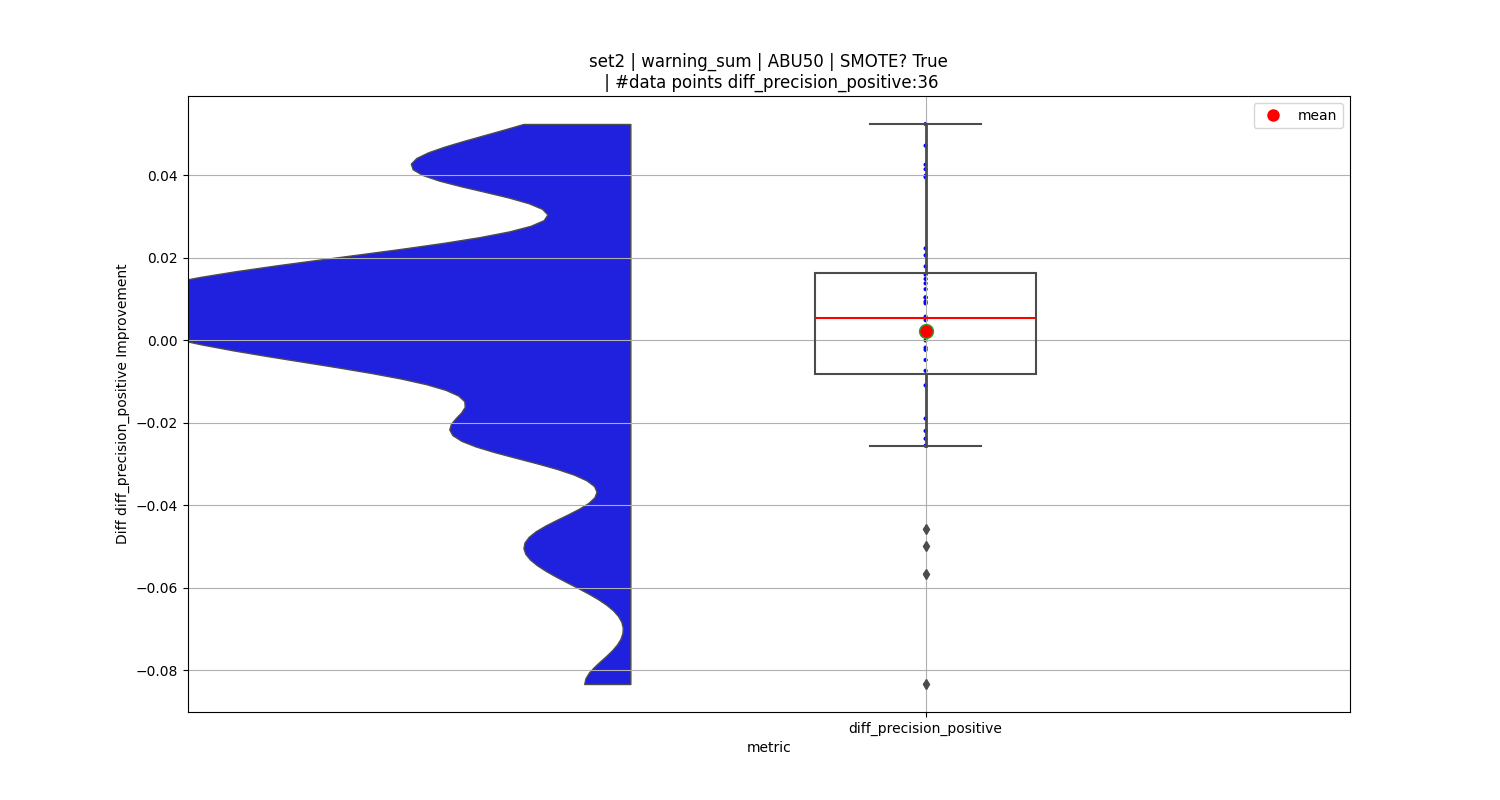 set2 | warning_sum | ABU50 | SMOTE? True
| #data points diff_precision_positive:36
mean
0.04
0.02
0.00
−0.02
−0.04
−0.06
−0.08
Diff diff_precision_positive Improvement
diff_precision_positive
metric